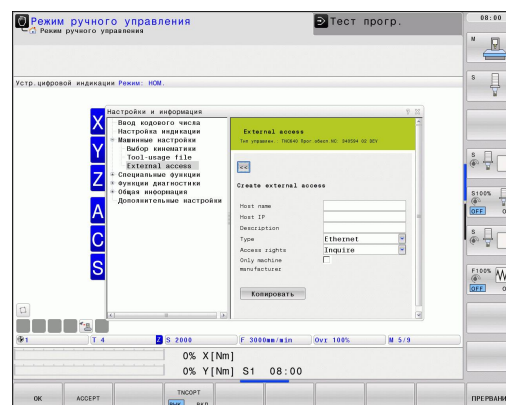 Режим ручного управления
Режим ручного управления
Тест прогр.
08:00
Устр.цифровой индикации Режим: НОМ.
M
S
S
S100%
OFF
S
F100%
OFF
X
Y
Z
A
C
S
Настройки и информация
Ввод кодового числа
Настройка индикации
Машинные настройки
Выбор кинематики
Tool-usage file
External access
Специальные функции
Функции диагностики
Общая информация
Дополнительные настройки
External access
<<
Create external access
Host name
Host IP
Description
Type Ethernet
Access rights Inquire
Only machine
manufacturer
Копировать
1 T 4 Z S 2000 F 3000mm/min Ovr 100% M 5/9
0% X[Nm]
0% Y[Nm] S1 08:00
ОК
ACCEPT
TNCOPT
ВЫК ВКЛ
ПРЕРВАНИ